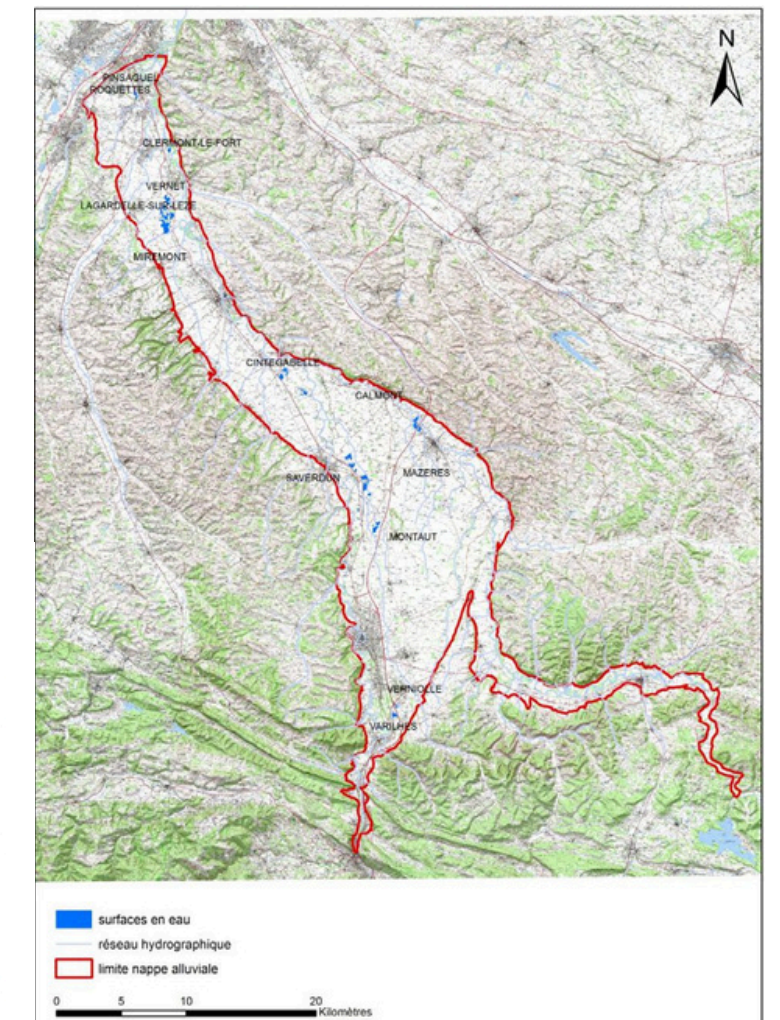 N
PINSAGUEL
ROQUETTES
CLERMONT-LE-FORT
VERNET
LAGARDELLE-SUR-LEZE
MIREMONT
CINTEGABELLE
CALMONT
SAVERDUN
MAZERES
MONTAUT
VERNIOLLE
VARILHES
surfaces en eau
réseau hydrographique
limite nappe alluviale
0 5 10 20
Kilomètres